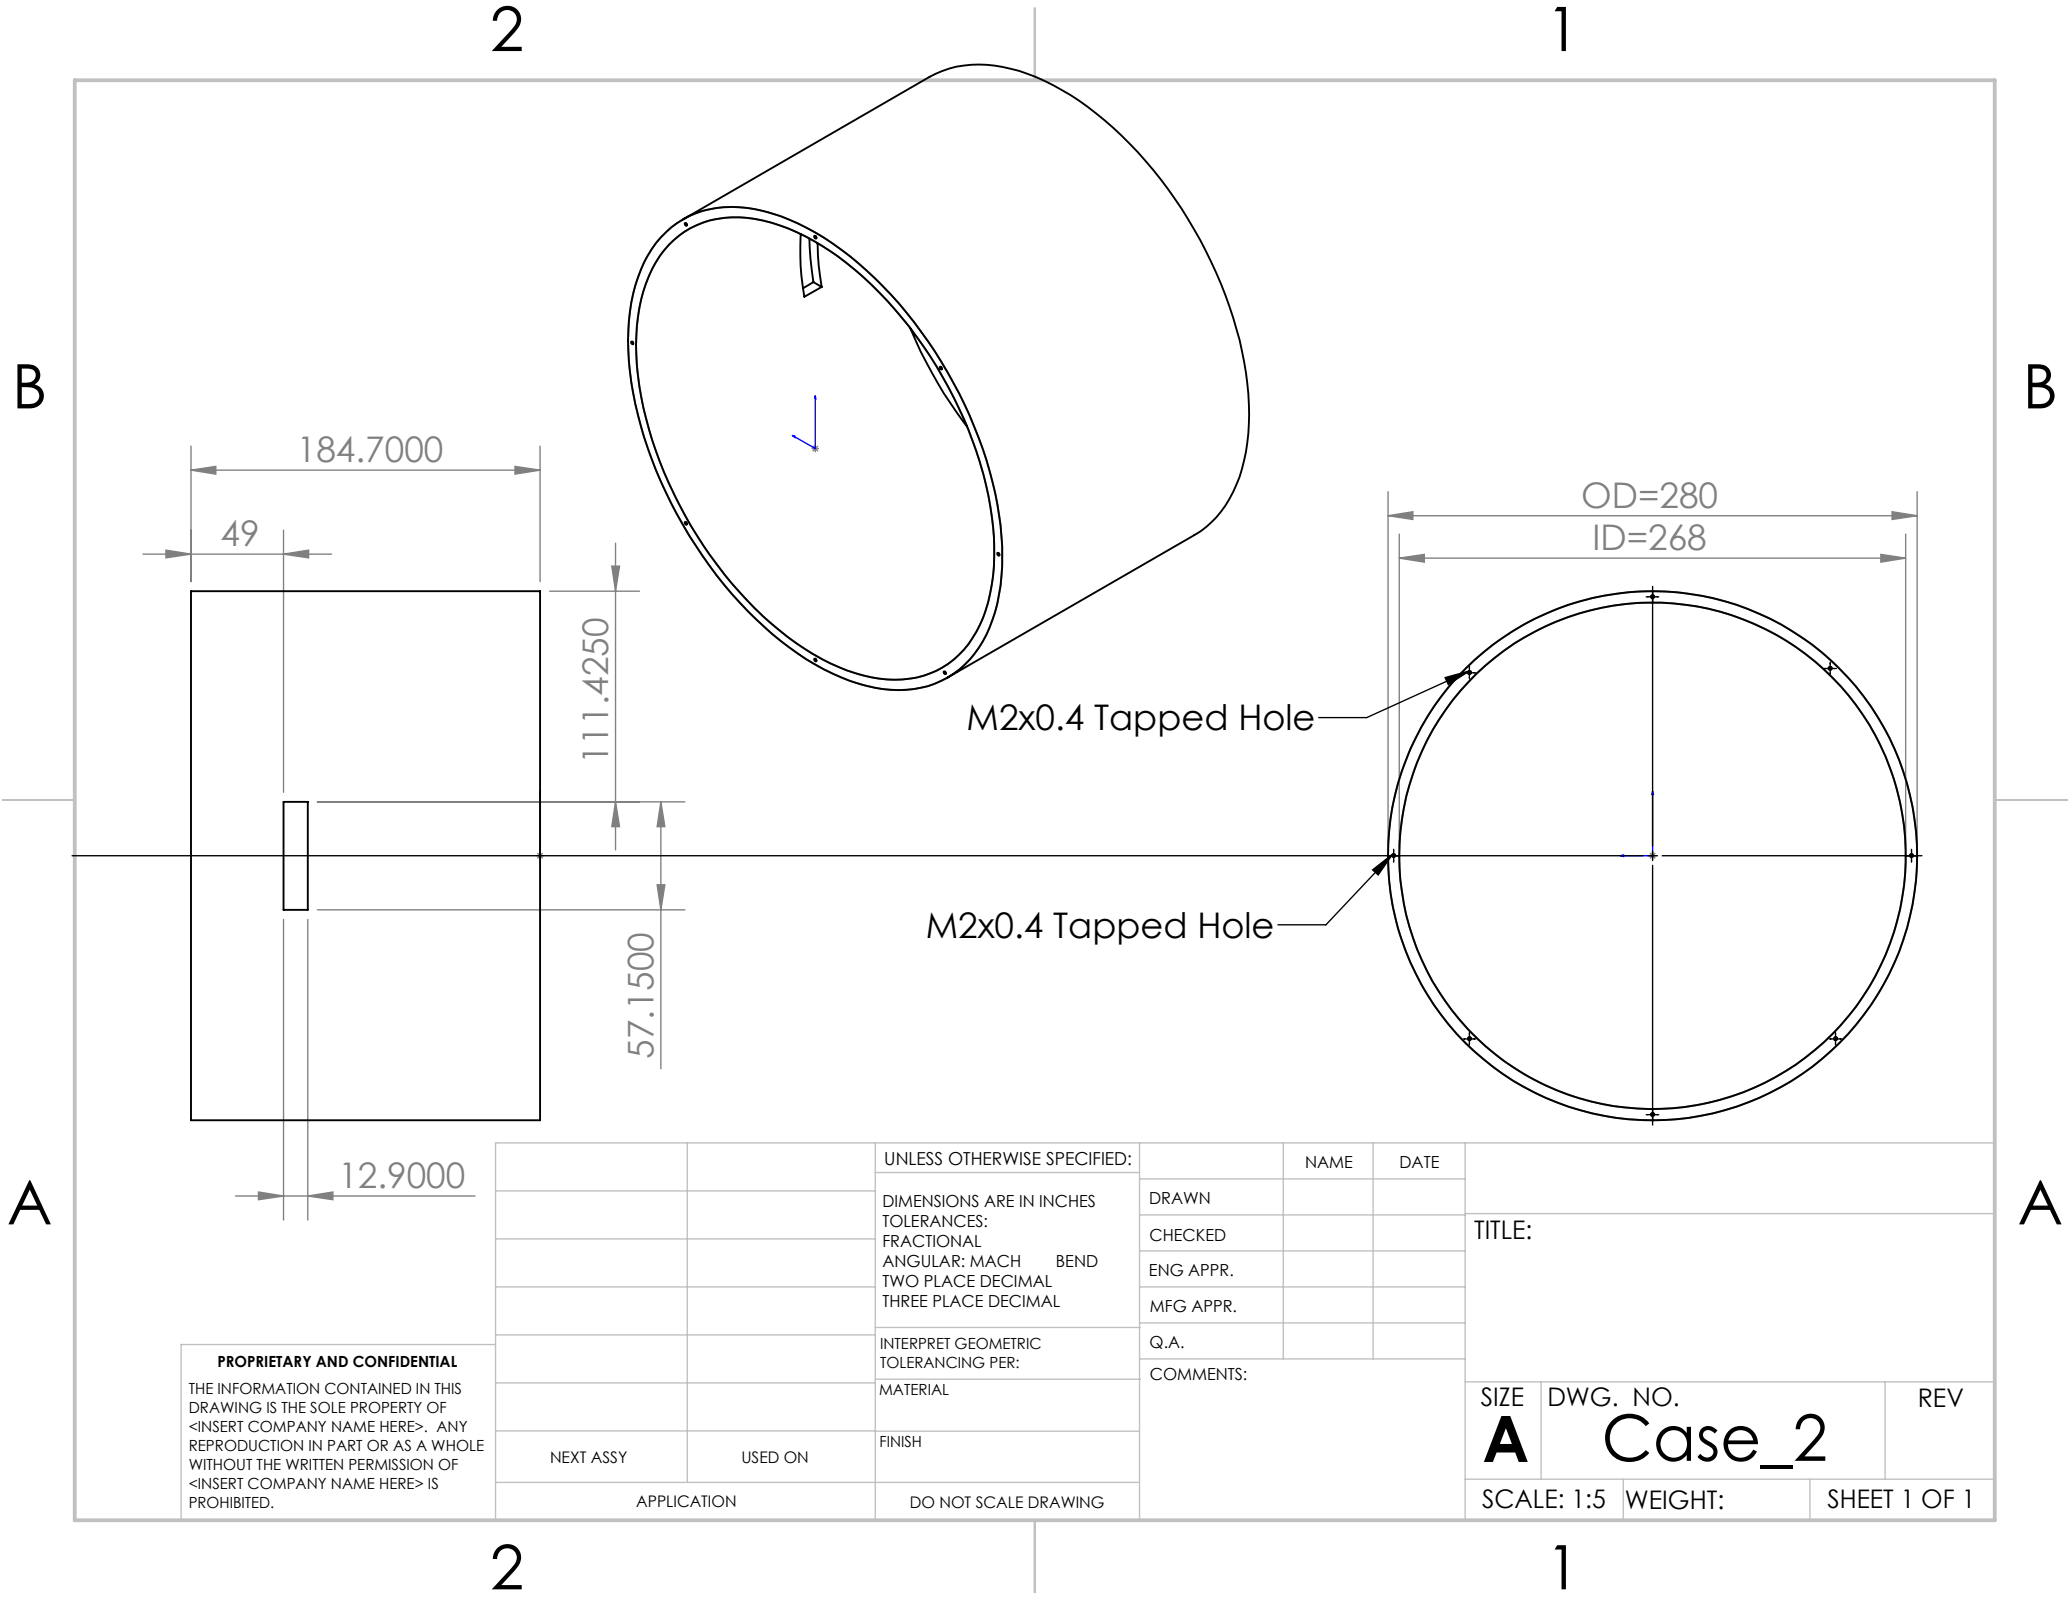 2
1
B
B
184.7000
49
111.4250
57.1500
12.9000
OD=280
ID=268
M2x0.4 Tapped Hole
M2x0.4 Tapped Hole
A
A
UNLESS OTHERWISE SPECIFIED:
DIMENSIONS ARE IN INCHES
TOLERANCES:
FRACTIONAL
ANGULAR: MACH BEND
TWO PLACE DECIMAL
THREE PLACE DECIMAL
INTERPRET GEOMETRIC
TOLERANCING PER:
MATERIAL
FINISH
DO NOT SCALE DRAWING
NAME DATE
DRAWN
CHECKED
ENG APPR.
MFG APPR.
Q.A.
COMMENTS:
TITLE:
SIZE DWG. NO. REV
A Case_2
SCALE: 1:5 WEIGHT: SHEET 1 OF 1
PROPRIETARY AND CONFIDENTIAL
THE INFORMATION CONTAINED IN THIS
DRAWING IS THE SOLE PROPERTY OF
<INSERT COMPANY NAME HERE>. ANY
REPRODUCTION IN PART OR AS A WHOLE
WITHOUT THE WRITTEN PERMISSION OF
<INSERT COMPANY NAME HERE> IS
PROHIBITED.
NEXT ASSY USED ON
APPLICATION
2
1